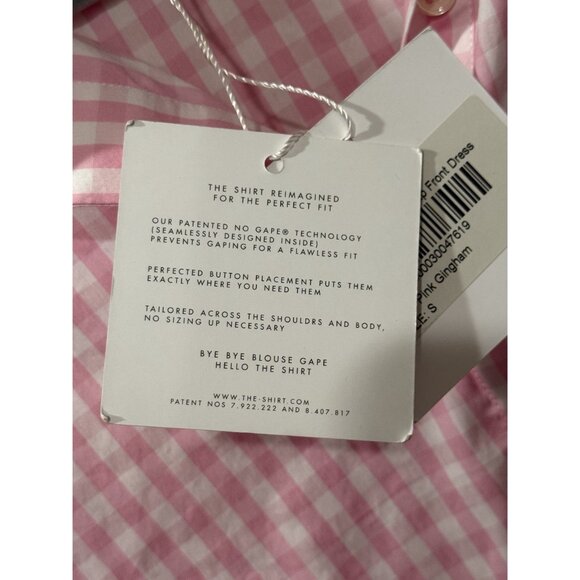 THE SHIRT REIMAGINED
FOR THE PERFECT FIT
OUR PATENTED NO GAPE® TECHNOLOGY
(SEAMLESSLY DESIGNED INSIDE)
PREVENTS GAPING FOR A FLAWLESS FIT
PERFECTED BUTTON PLACEMENT PUTS THEM
EXACTLY WHERE YOU NEED THEM
TAILORED ACROSS THE SHOULDRS AND BODY,
NO SIZING UP NECESSARY
BYE BYE BLOUSE GAPE
HELLO THE SHIRT
WWW.THE-SHIRT.COM
PATENT NOS 7.922.222 AND 8.407.817
Front Dress
Pink Gingham
S